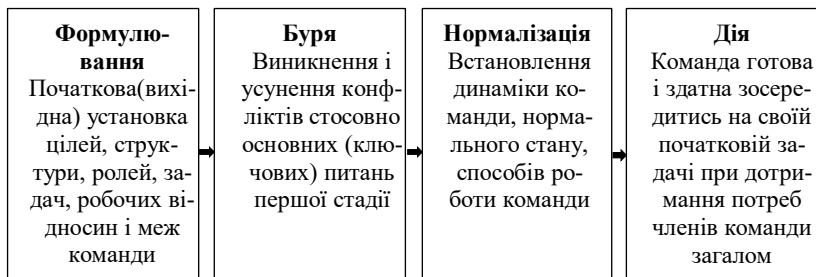 Формулю-
вання
Початкова(вихі-
дна) установка
цілей, струк-
тури, ролей, за-
дач, робочих ві-
дносин і меж
команди
Буря
Виникнення і
усунення конф-
ліктів стосовно
основних (клю-
чових) питань
першої стадії
Нормалізація
Встановлення
динаміки ко-
манди, норма-
льного стану,
способів ро-
боти команди
Дія
Команда готова
і здатна зосере-
дитись на своїй
початковій за-
дачі при дотри-
мання потреб
членів команди
загалом